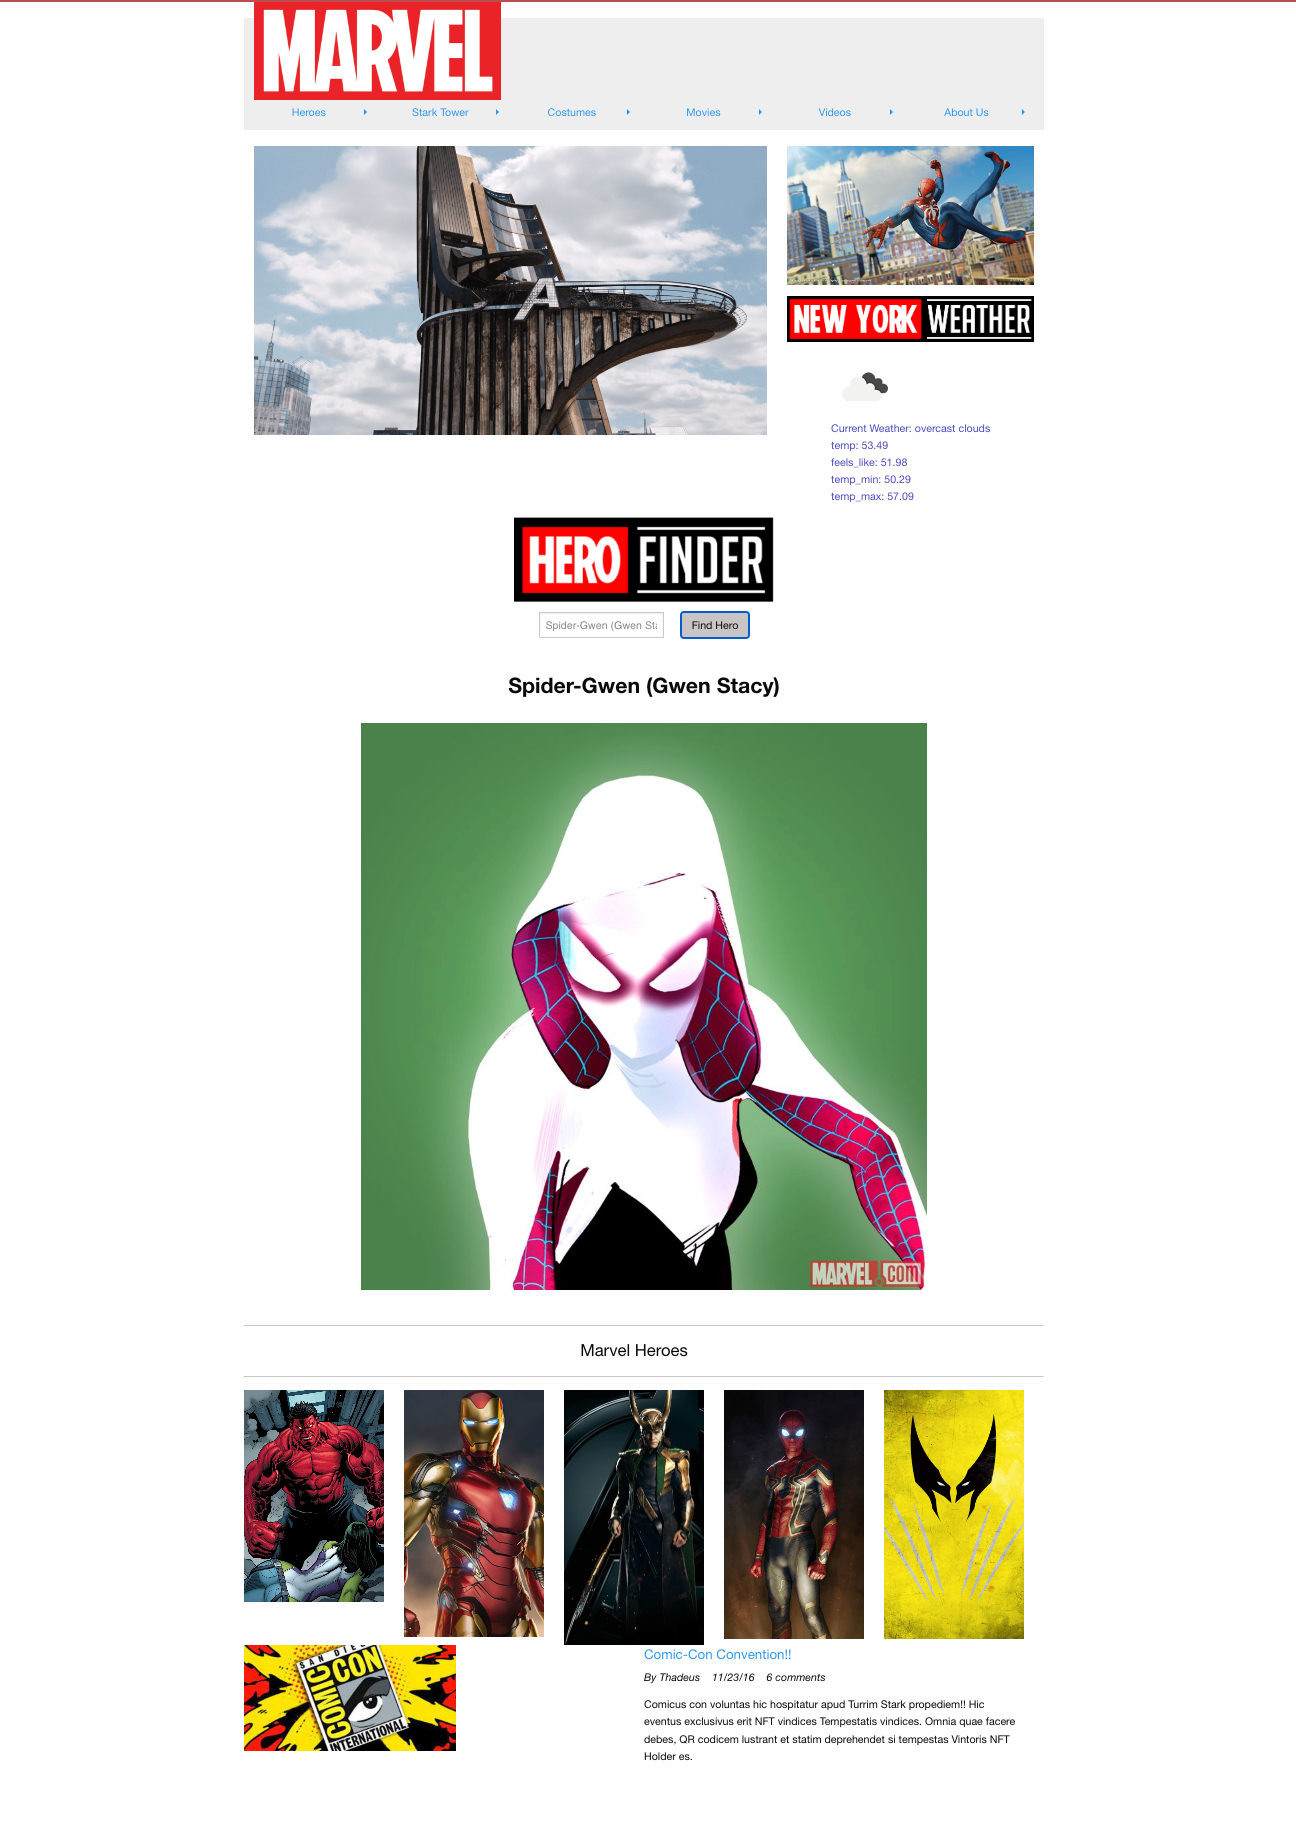 MARVEL
Heroes
Stark Tower
Costumes
Movies
Videos
About Us
A
NEW YORK WEATHER
Current Weather: overcast clouds
temp: 53.49
feels_like: 51.98
temp_min: 50.29
temp_max: 57.09
HERO FINDER
Spider-Gwen (Gwen
Find Hero
Spider-Gwen (Gwen Stacy)
MARVEL.com
Marvel Heroes
SAN DIEGO
COMIC CON
INTERNATIONAL
Comic-Con Convention!!
By Thadeus 11/23/16 6 comments
Comicus con voluntas hic hospitatur apud Turrim Stark propediem!! Hic
eventus exclusivus erit NFT vindices Tempestatis vindices. Omnia quae facere
debes, QR codicem lustrant et statim deprehendet si tempestas Vintoris NFT
Holder es.